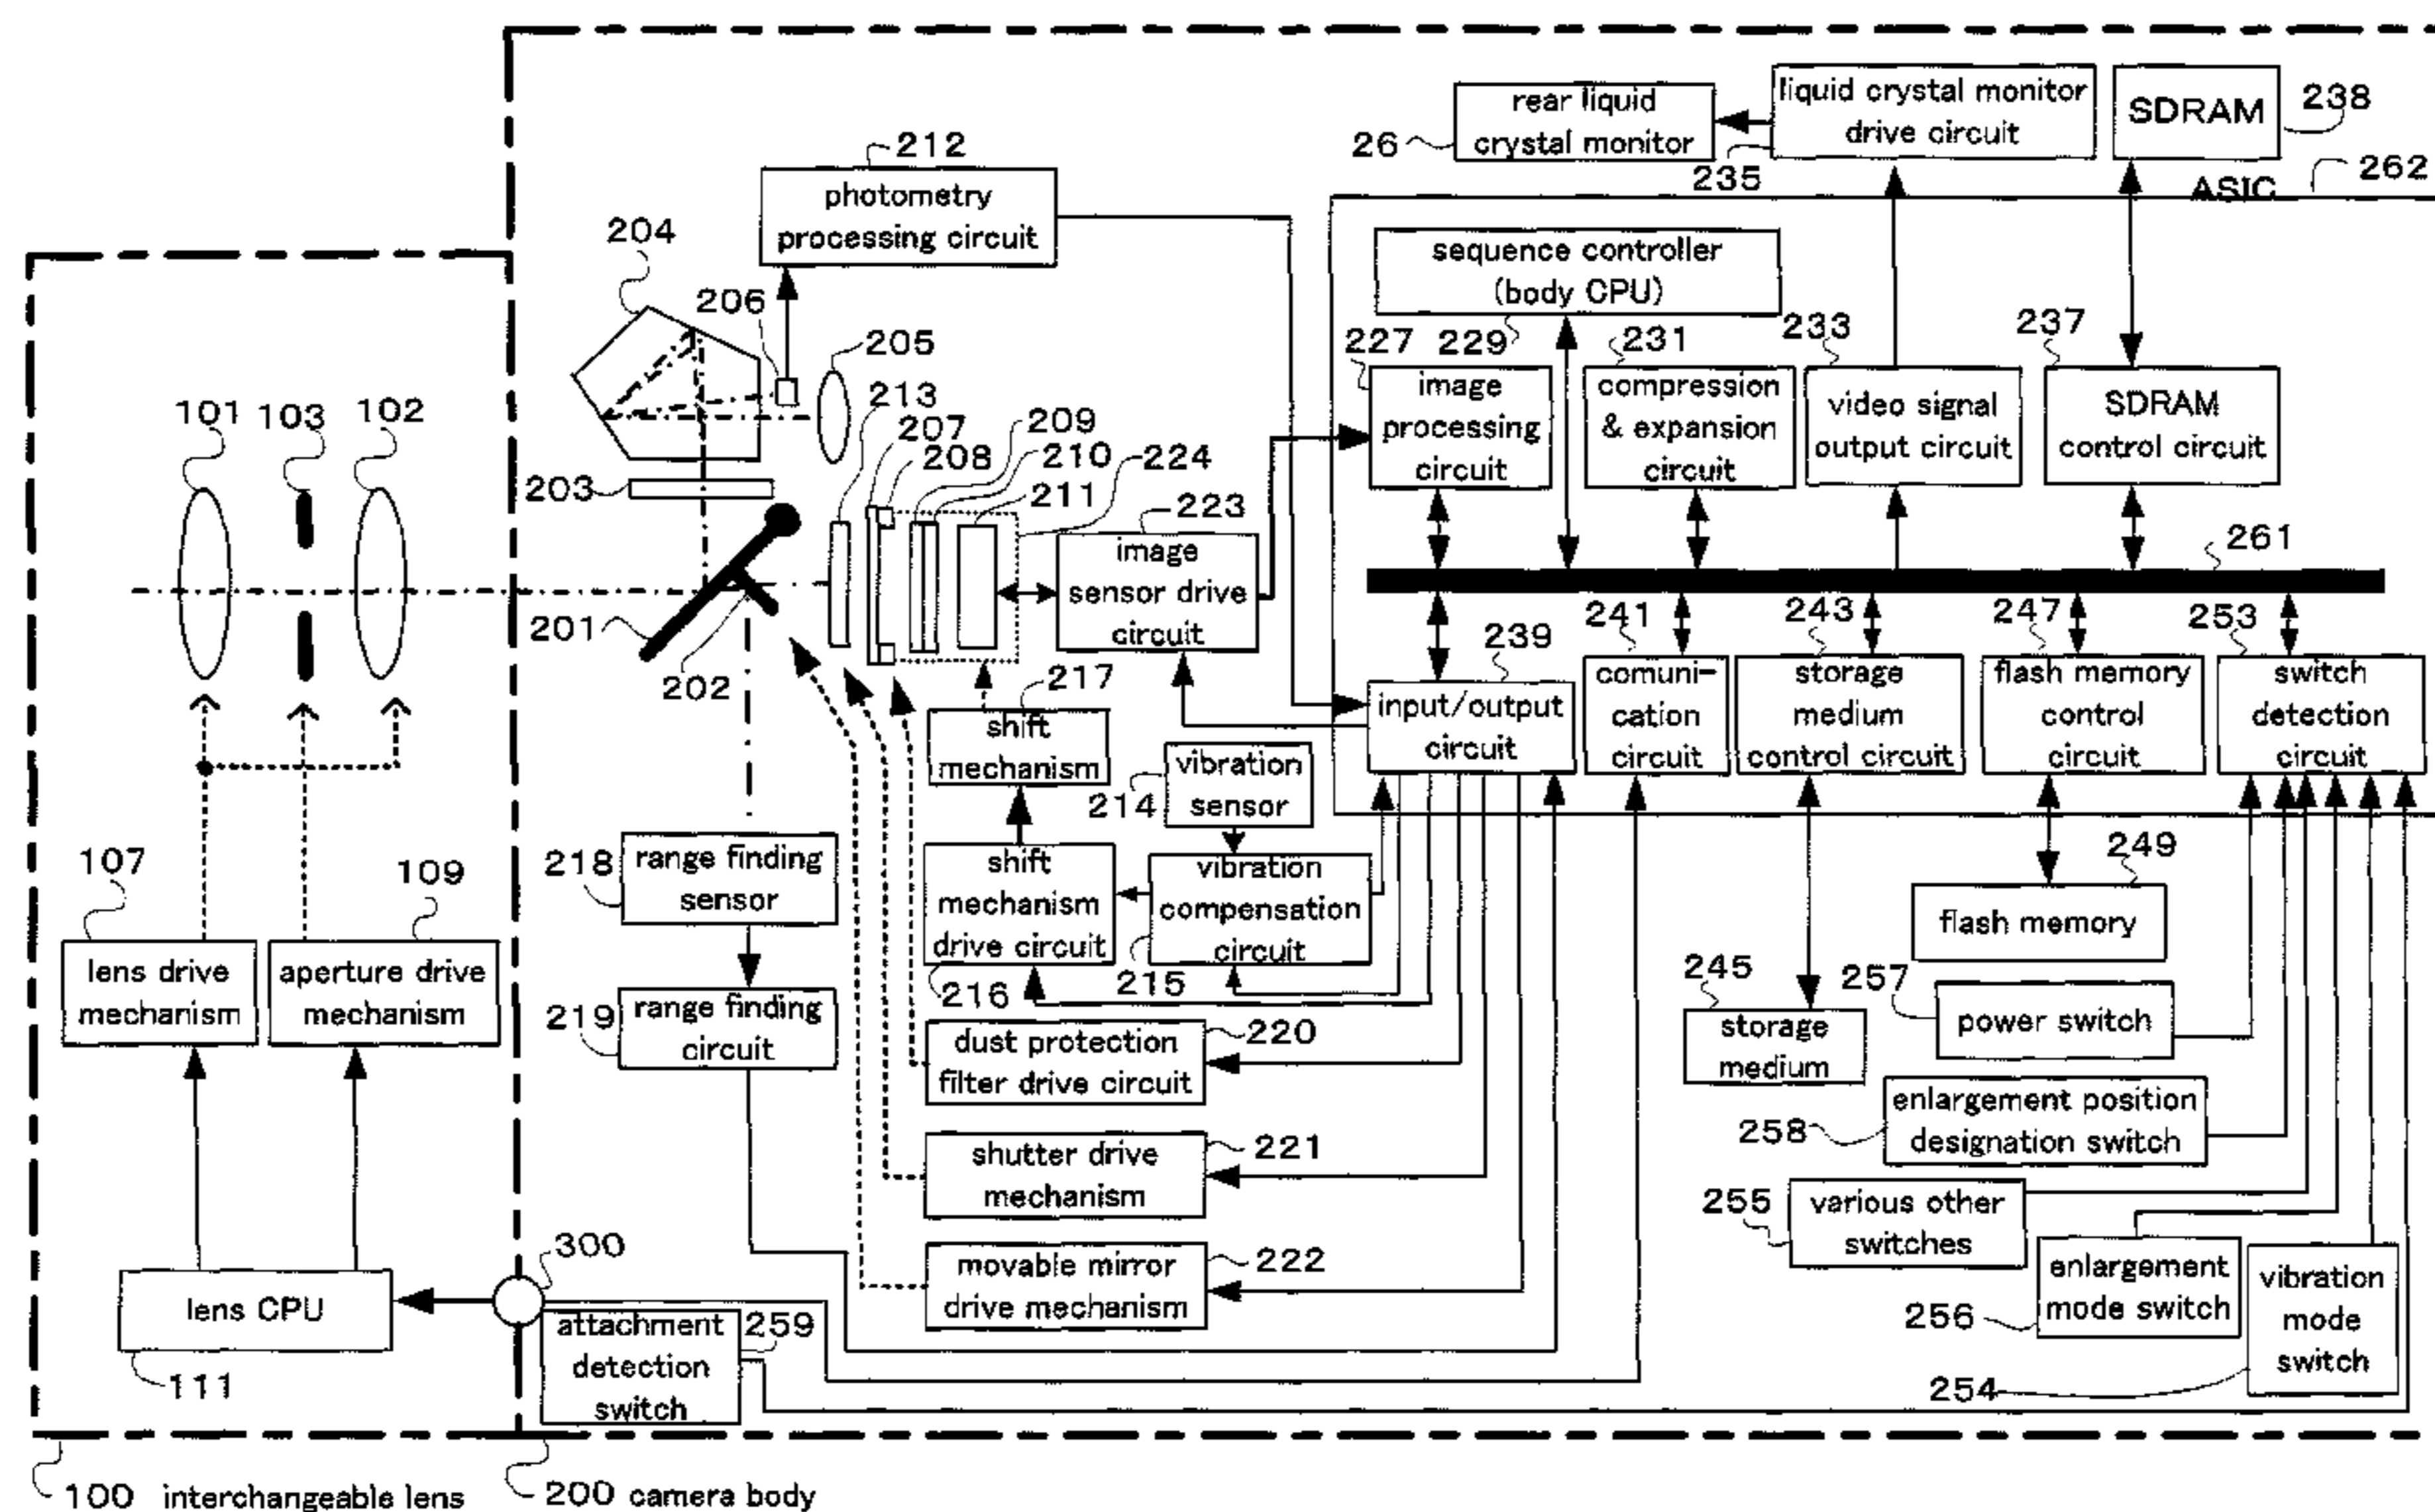 rear liquid
crystal monitor
26
liquid crystal monitor
drive circuit
235
SDRAM
238
262
ASIC
212
photometry
processing circuit
204
206
205
sequence controller
(body CPU)
229
227
image
processing
circuit
231
compression
& expansion
circuit
233
video signal
output circuit
237
SDRAM
control circuit
101
103
102
213
207
208
209
210
224
211
203
223
image
sensor drive
circuit
261
201
202
217
shift
mechanism
239
input/output
circuit
241
comuni-
cation
circuit
243
storage
medium
control circuit
247
flash memory
control
circuit
253
switch
detection
circuit
214
vibration
sensor
107
lens drive
mechanism
109
aperture drive
mechanism
218
range finding
sensor
shift
mechanism
drive circuit
216
vibration
compensation
circuit
215
249
flash memory
219
range finding
circuit
245
storage
medium
257
power switch
220
dust protection
filter drive circuit
258
enlargement position
designation switch
221
shutter drive
mechanism
255
various other
switches
222
movable mirror
drive mechanism
256
enlargement
mode switch
vibration
mode
switch
254
300
lens CPU
111
attachment
detection
switch
259
100 interchangeable lens
200 camera body